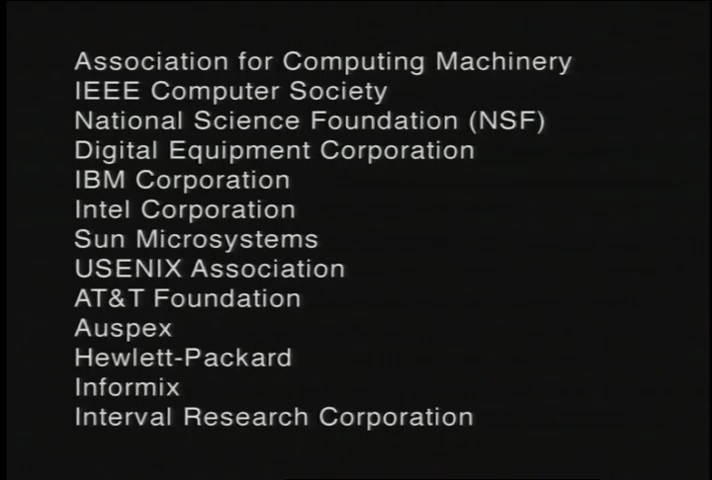 Association for Computing Machinery
IEEE Computer Society
National Science Foundation (NSF)
Digital Equipment Corporation
IBM Corporation
Intel Corporation
Sun Microsystems
USENIX Association
AT&T Foundation
Auspex
Hewlett-Packard
Informix
Interval Research Corporation